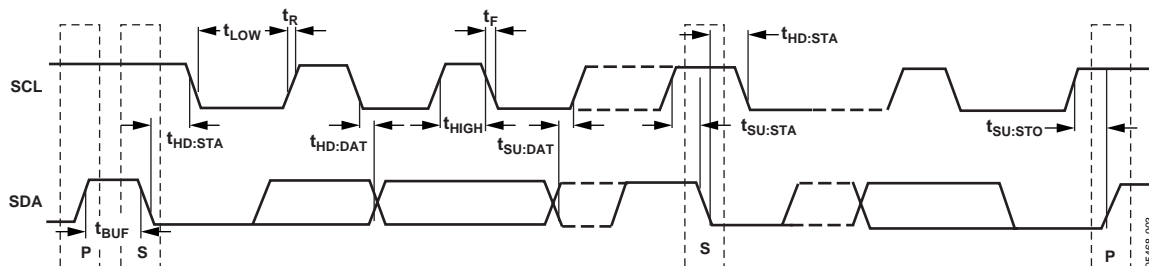 tR
tF
tLOW
tHD:STA
SCL
tHD:STA
tHD:DAT
tHIGH
tSU:DAT
tSU:STA
tSU:STO
SDA
tBUF
P
S
S
P